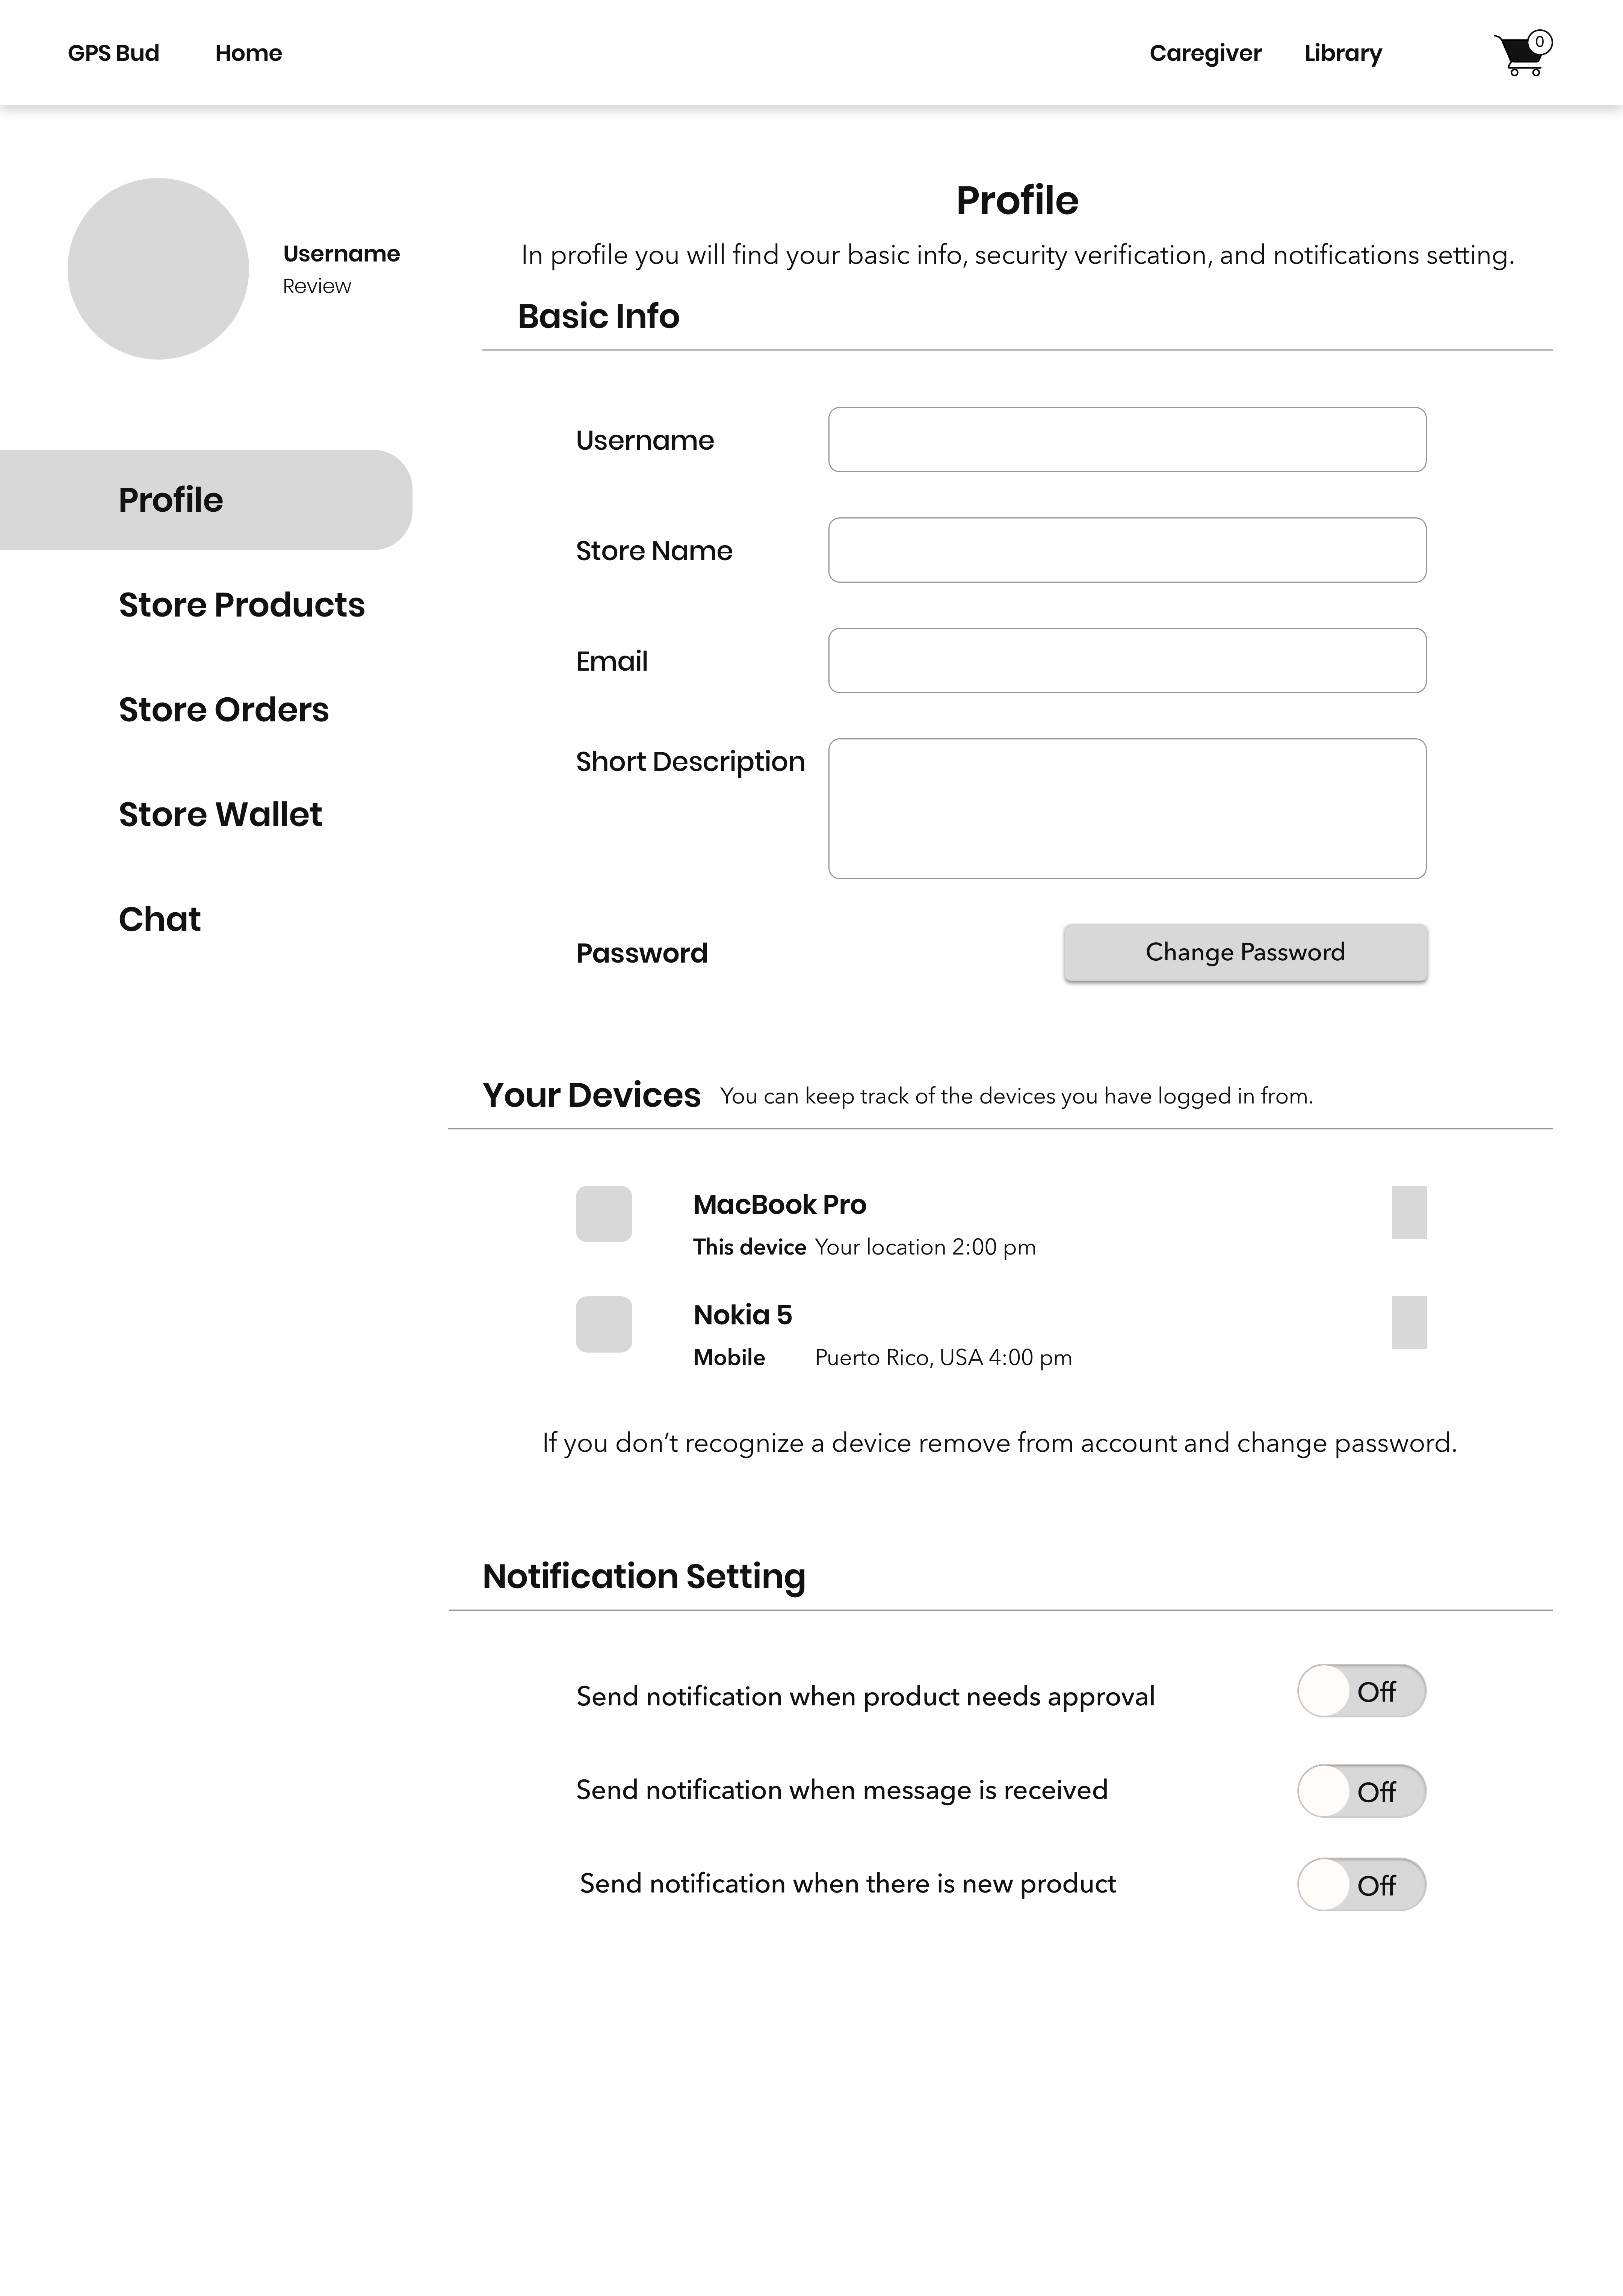 GPS Bud Home Caregiver Library 0
Username
Review
Profile
Store Products
Store Orders
Store Wallet
Chat
Profile
In profile you will find your basic info, security verification, and notifications setting.
Basic Info
Username
Store Name
Email
Short Description
Password Change Password
Your Devices You can keep track of the devices you have logged in from.
MacBook Pro
This device Your location 2:00 pm
Nokia 5
Mobile Puerto Rico, USA 4:00 pm
If you don’t recognize a device remove from account and change password.
Notification Setting
Send notification when product needs approval Off
Send notification when message is received Off
Send notification when there is new product Off